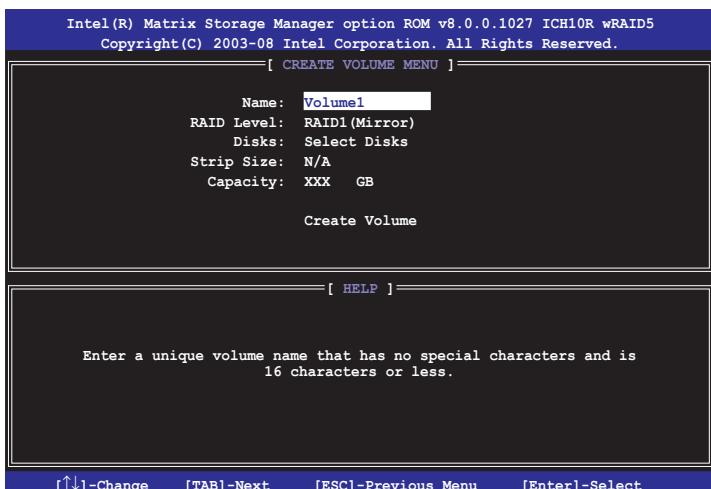 Intel(R) Matrix Storage Manager option ROM v8.0.0.1027 ICH10R wRAID5
Copyright(C) 2003-08 Intel Corporation. All Rights Reserved.
[ CREATE VOLUME MENU ]
Name: Volume1
RAID Level: RAID1(Mirror)
Disks: Select Disks
Strip Size: N/A
Capacity: XXX GB
Create Volume
[ HELP ]
Enter a unique volume name that has no special characters and is
16 characters or less.
[↑↓]-Change [TAB]-Next [ESC]-Previous Menu [Enter]-Select